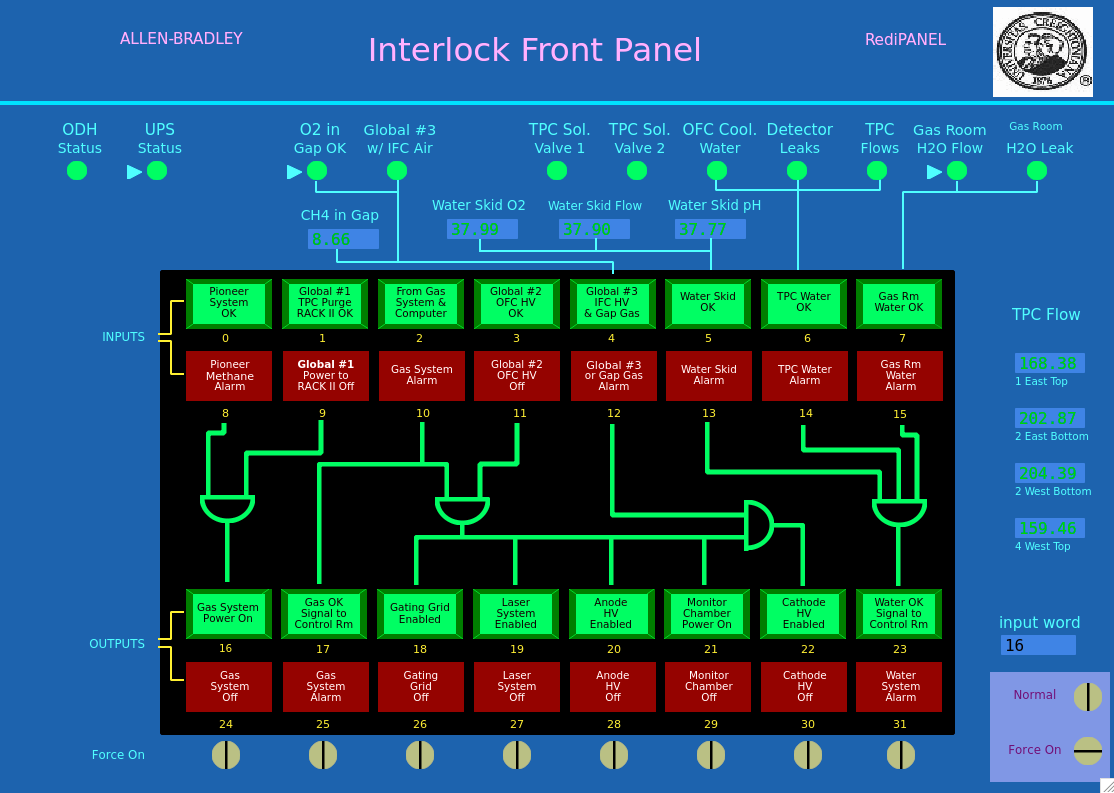 ALLEN-BRADLEY
Interlock Front Panel
RediPANEL
UNIVERSITAS CREIGHTONIANA
1878
®
ODH
Status
UPS
Status
O2 in
Gap OK
Global #3
w/ IFC Air
TPC Sol.
Valve 1
TPC Sol.
Valve 2
OFC Cool.
Water
Detector
Leaks
TPC
Flows
Gas Room
H2O Flow
Gas Room
H2O Leak
CH4 in Gap
8.66
Water Skid O2
37.99
Water Skid Flow
37.90
Water Skid pH
37.77
INPUTS
Pioneer
System
OK
Global #1
TPC Purge
RACK II OK
From Gas
System &
Computer
Global #2
OFC HV
OK
Global #3
IFC HV
& Gap Gas
Water Skid
OK
TPC Water
OK
Gas Rm
Water OK
0 1 2 3 4 5 6 7
Pioneer
Methane
Alarm
Global #1
Power to
RACK II Off
Gas System
Alarm
Global #2
OFC HV
Off
Global #3
or Gap Gas
Alarm
Water Skid
Alarm
TPC Water
Alarm
Gas Rm
Water
Alarm
8 9 10 11 12 13 14 15
TPC Flow
168.38
1 East Top
202.87
2 East Bottom
204.39
2 West Bottom
159.46
4 West Top
OUTPUTS
Gas System
Power On
Gas OK
Signal to
Control Rm
Gating Grid
Enabled
Laser
System
Enabled
Anode
HV
Enabled
Monitor
Chamber
Power On
Cathode
HV
Enabled
Water OK
Signal to
Control Rm
16 17 18 19 20 21 22 23
Gas
System
Off
Gas
System
Alarm
Gating
Grid
Off
Laser
System
Off
Anode
HV
Off
Monitor
Chamber
Off
Cathode
HV
Off
Water
System
Alarm
24 25 26 27 28 29 30 31
Force On
input word
16
Normal
Force On